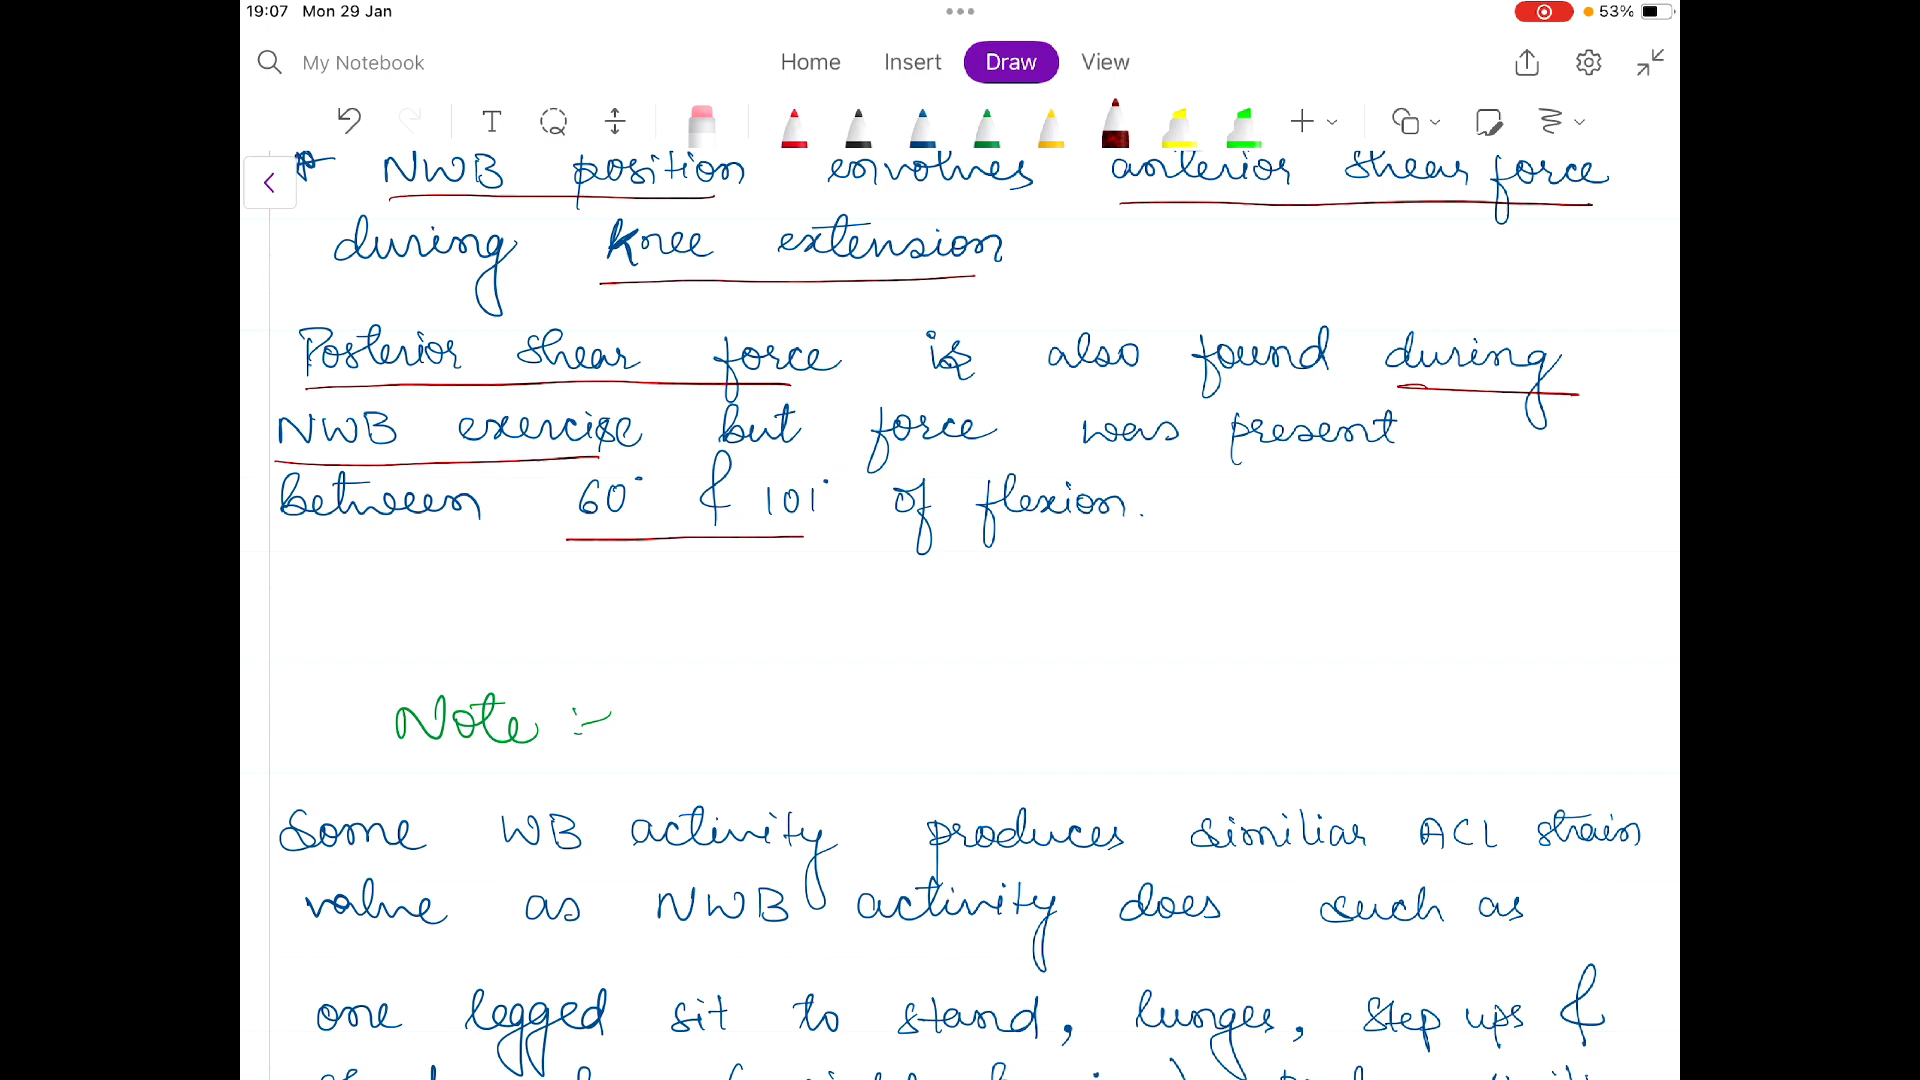 19:07 Mon 29 Jan 53%
My Notebook Home Insert Draw View
T
NWB position envolves anterior shear force
during knee extension
Posterior shear force is also found during
NWB exercise but force was present
between 60° & 101° of flexion.
Note :-
Some WB activity produces similiar ACL strain
value as NWB activity does such as
one legged sit to stand, lunges, step ups &